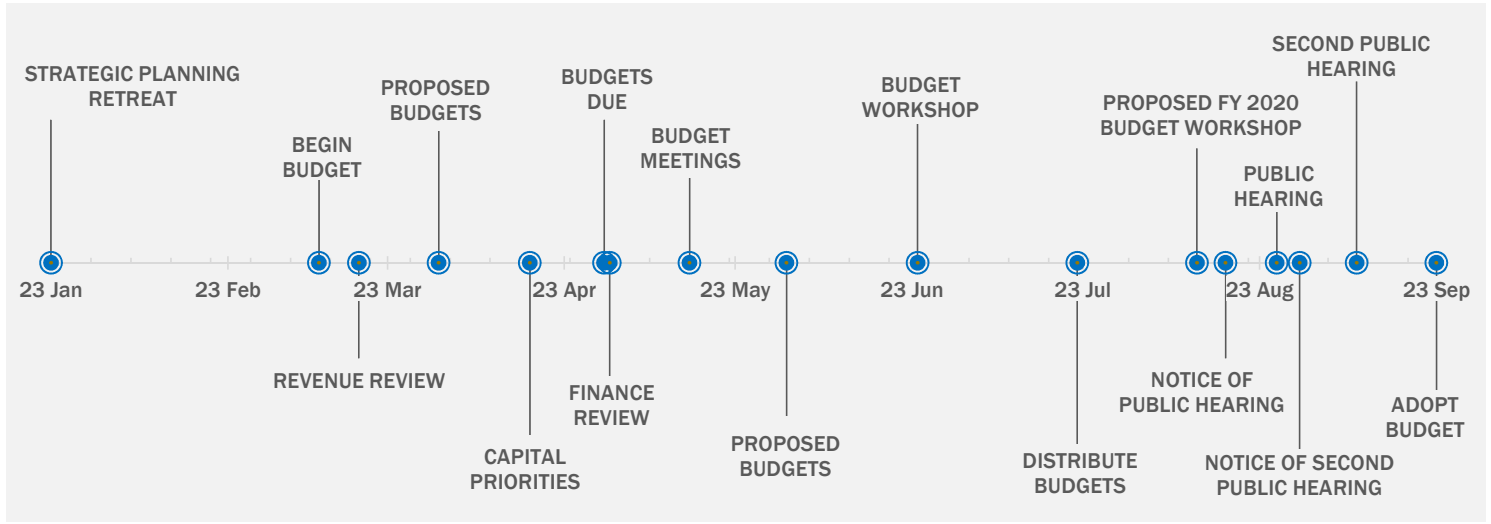 SECOND PUBLIC
HEARING
STRATEGIC PLANNING
RETREAT
PROPOSED
BUDGETS
BUDGETS
DUE
BUDGET
WORKSHOP
PROPOSED FY 2020
BUDGET WORKSHOP
BEGIN
BUDGET
BUDGET
MEETINGS
PUBLIC
HEARING
23 Jan
23 Feb
23 Mar
23 Apr
23 May
23 Jun
23 Jul
23 Aug
23 Sep
REVENUE REVIEW
FINANCE
REVIEW
NOTICE OF
PUBLIC HEARING
ADOPT
BUDGET
CAPITAL
PRIORITIES
PROPOSED
BUDGETS
DISTRIBUTE
BUDGETS
NOTICE OF SECOND
PUBLIC HEARING